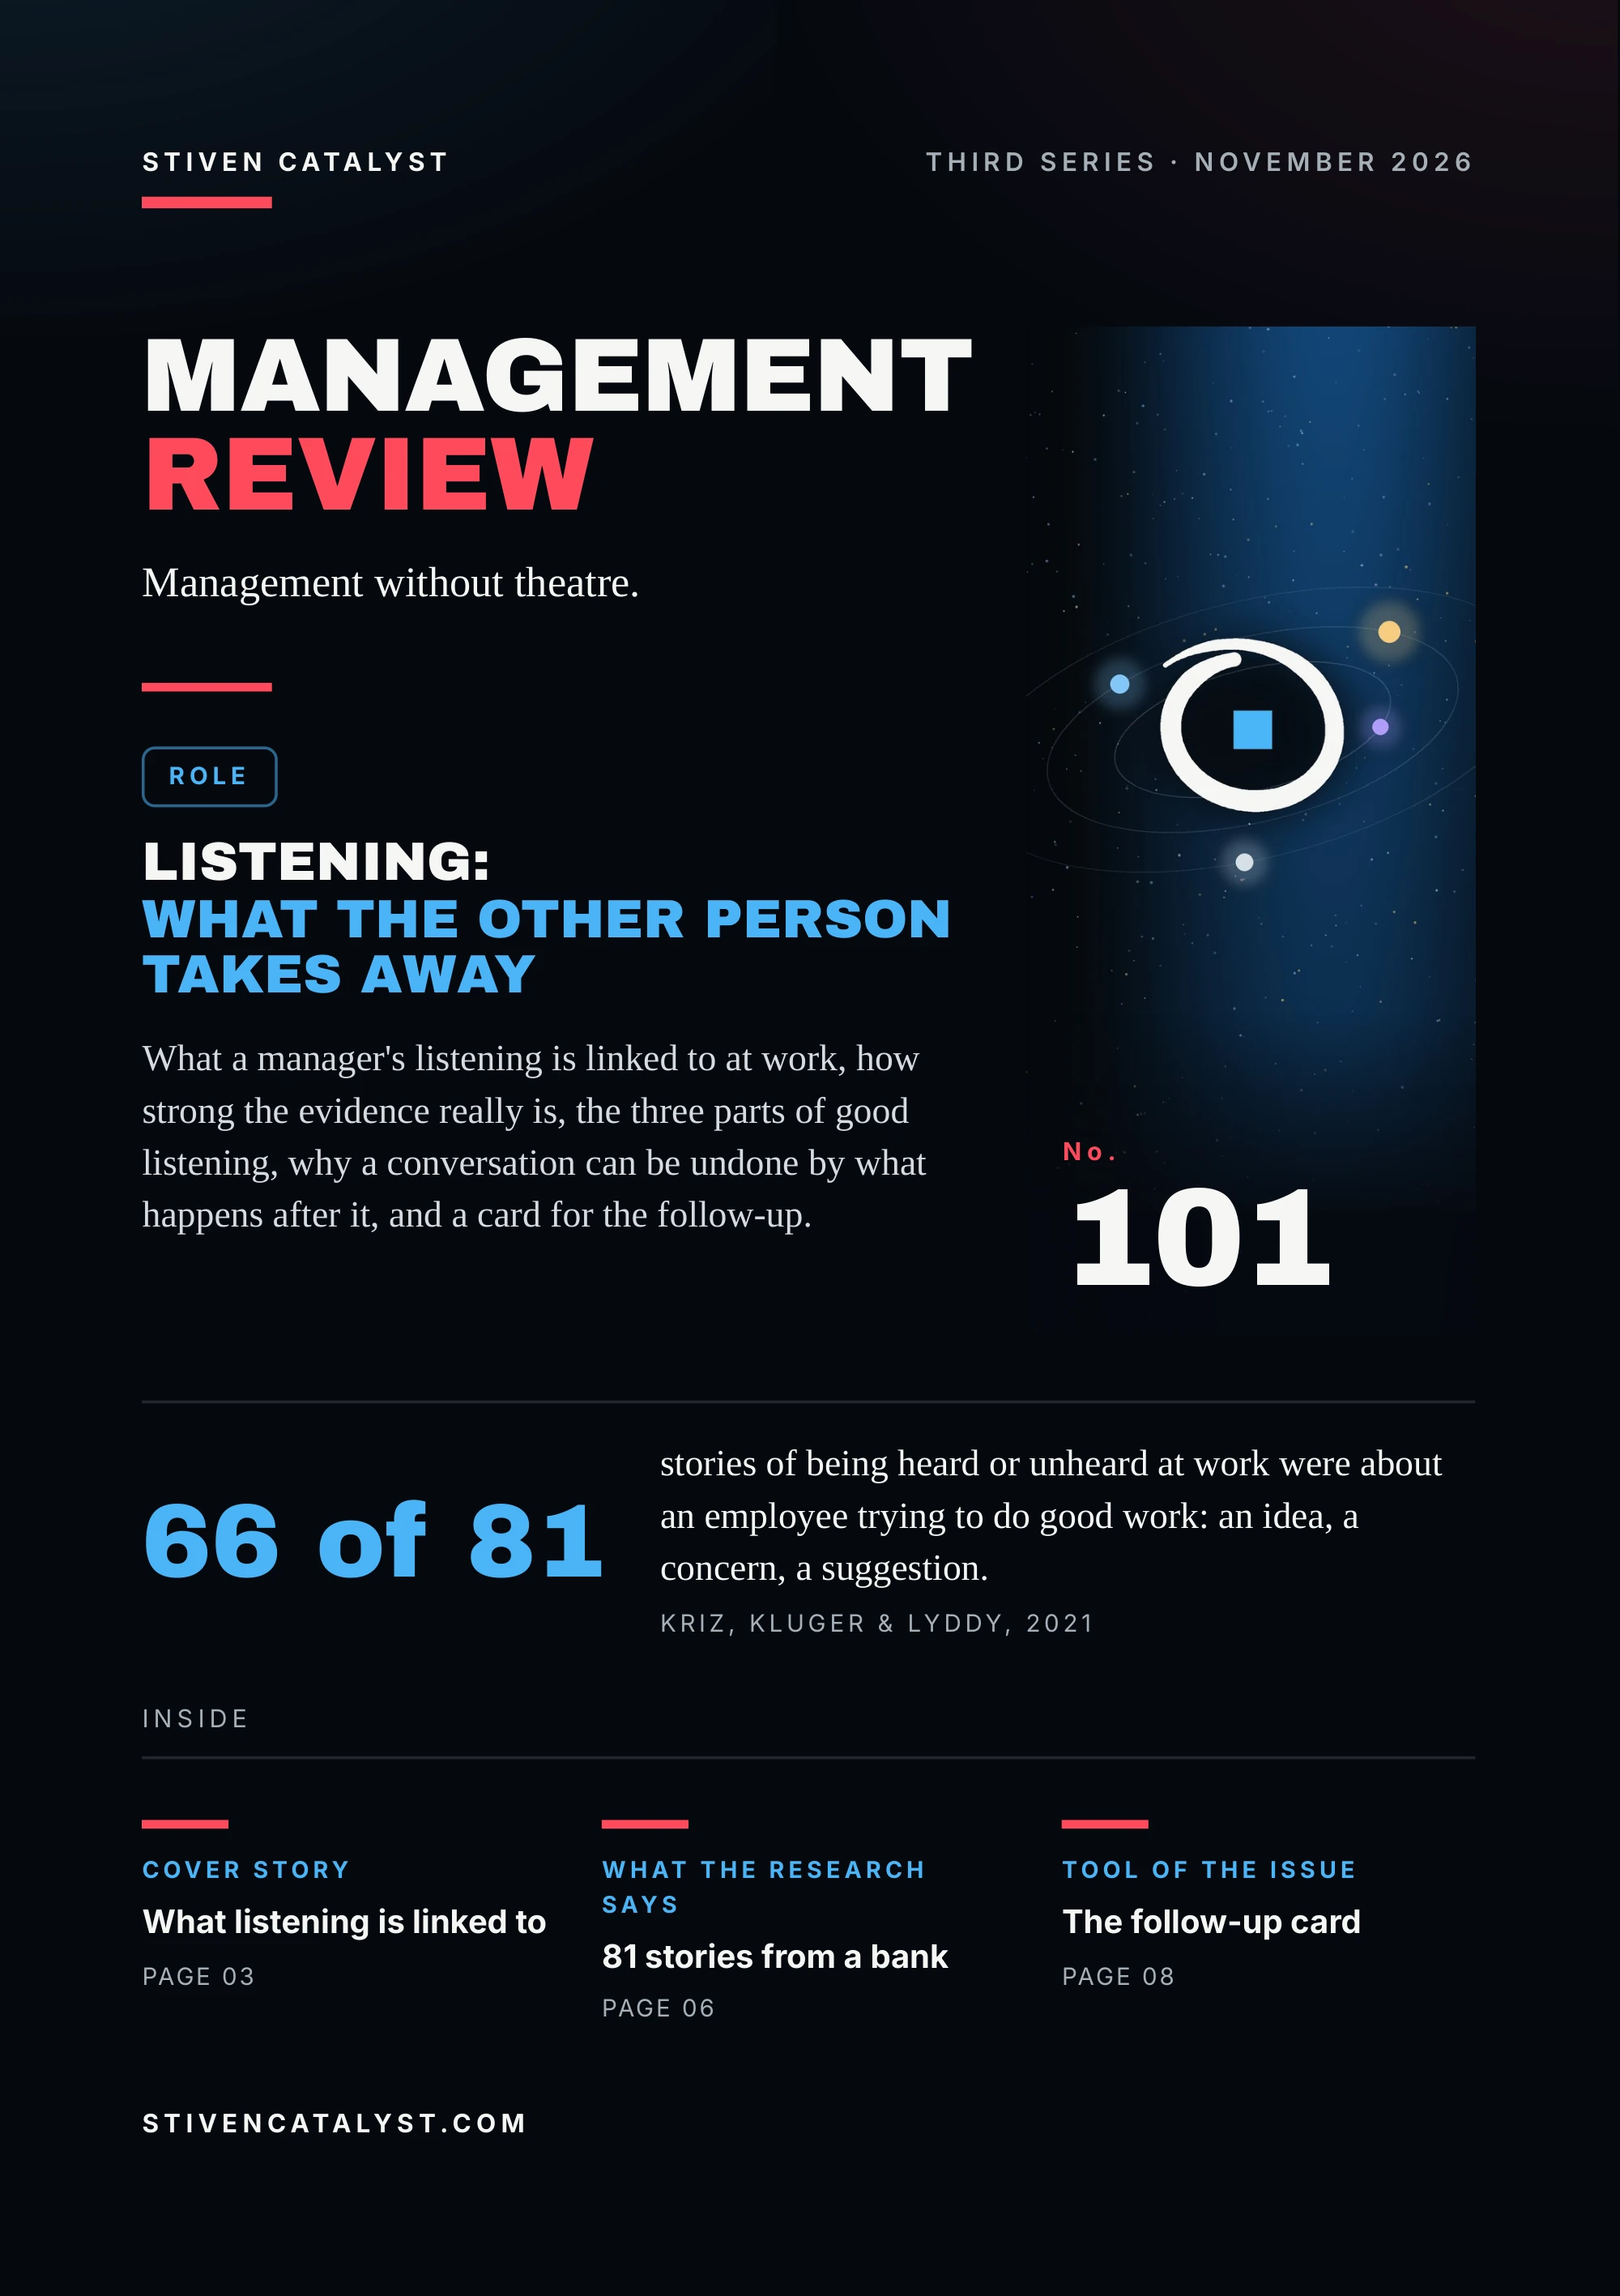 STIVEN CATALYST
THIRD SERIES · NOVEMBER 2026
MANAGEMENT
REVIEW
Management without theatre.
ROLE
LISTENING:
WHAT THE OTHER PERSON
TAKES AWAY
What a manager's listening is linked to at work, how
strong the evidence really is, the three parts of good
listening, why a conversation can be undone by what
happens after it, and a card for the follow-up.
No.
101
66 of 81
stories of being heard or unheard at work were about
an employee trying to do good work: an idea, a
concern, a suggestion.
KRIZ, KLUGER & LYDDY, 2021
INSIDE
COVER STORY
What listening is linked to
PAGE 03
WHAT THE RESEARCH
SAYS
81 stories from a bank
PAGE 06
TOOL OF THE ISSUE
The follow-up card
PAGE 08
STIVENCATALYST.COM